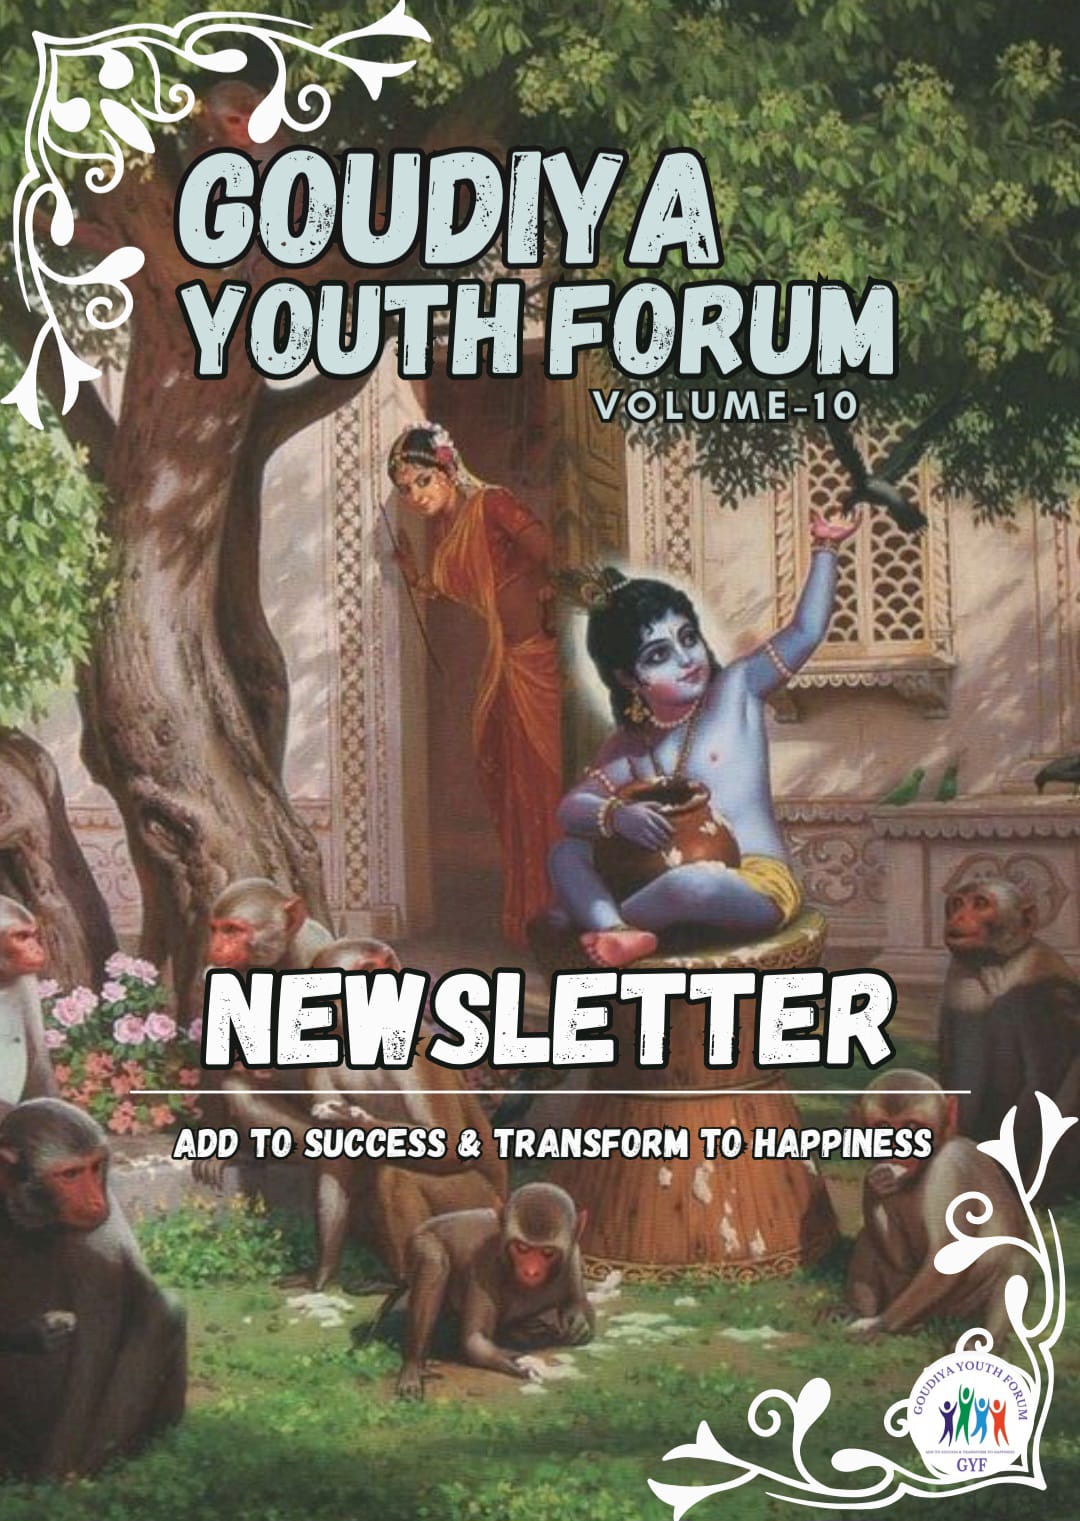 GOUDIYA
YOUTH FORUM
VOLUME-10
NEWSLETTER
ADD TO SUCCESS & TRANSFORM TO HAPPINESS
GOUDIYA YOUTH FORUM
ADD TO SUCCESS & TRANSFORM TO HAPPINESS
GYF